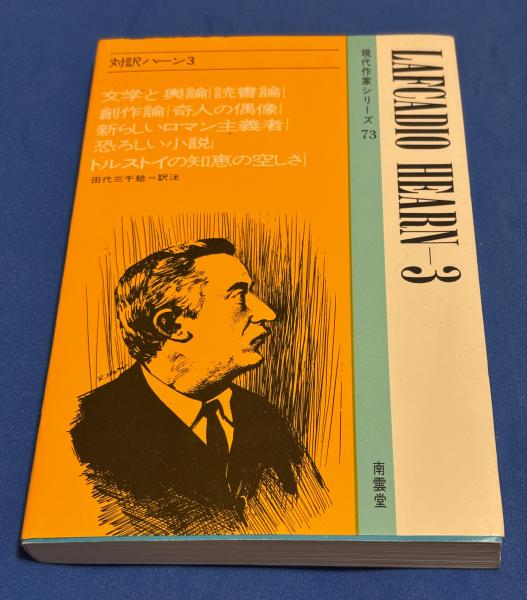 対訳ハーン3
文学と輿論|読書論|
創作論|奇人の偶像|
新らしいロマン主義者|
恐ろしい小説|
トルストイの知恵の空しさ|
田代三千稔=訳注
現代作家シリーズ 73
LAFCADIO HEARN–3
南雲堂